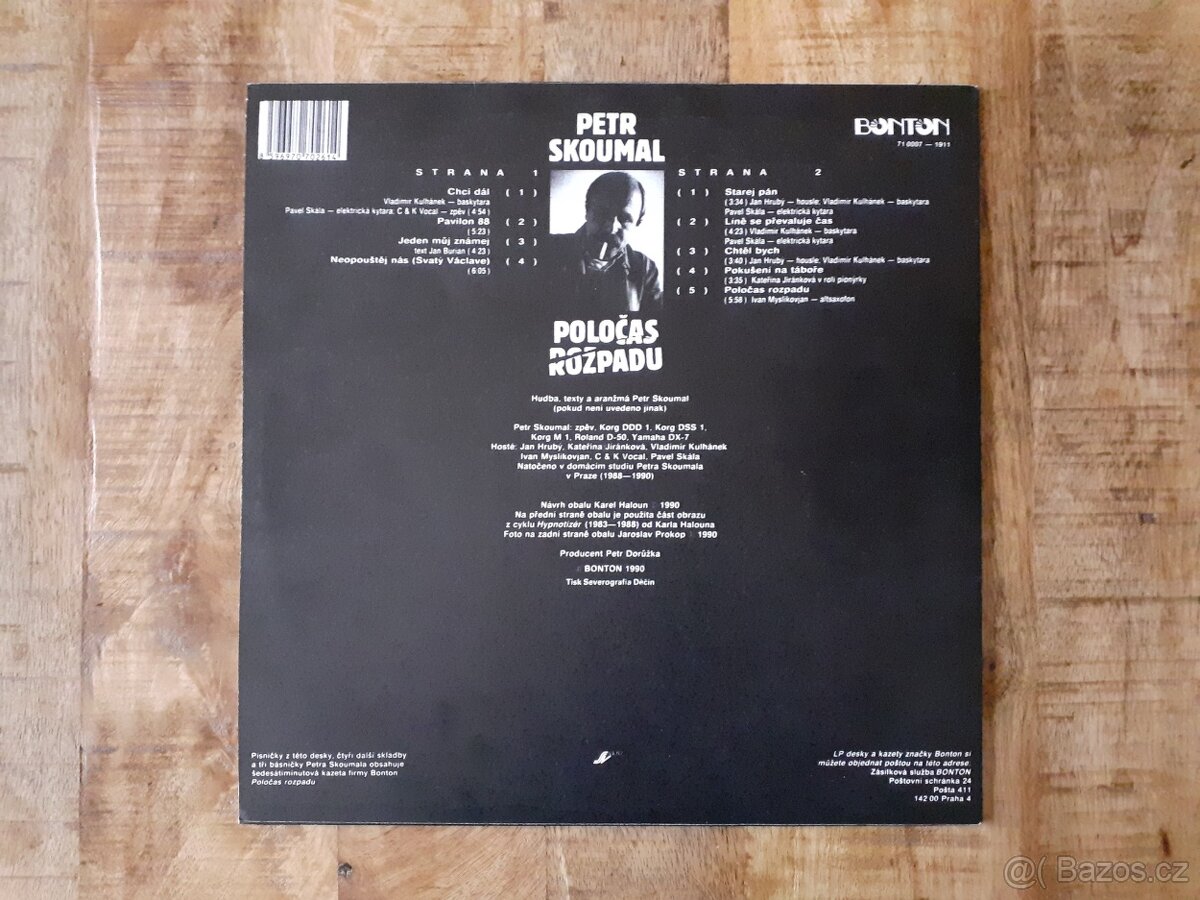 PETR
SKOUMAL
BONTON
71 0007 — 1911
STRANA 1
Chci dál (1)
Vladimír Kulhánek — baskytara
Pavel Skála — elektrická kytara, C & K Vocal — zpěv (4:54)
Pavilon 88 (2)
(5:23)
Jeden můj známej (3)
text Jan Burian (4:23)
Neopouštěj nás (Svatý Václave) (4)
(6:05)
STRANA 2
(1) Starej pán
(3:34) Jan Hrubý — housle, Vladimír Kulhánek — baskytara
Pavel Skála — elektrická kytara
(2) Líně se převaluje čas
(4:23) Vladimír Kulhánek — baskytara
Pavel Skála — elektrická kytara
(3) Chtěl bych
(3:40) Jan Hrubý — housle, Vladimír Kulhánek — baskytara
(4) Pokušení na táboře
(3:35) Kateřina Jiránková v roli pionýrky
(5) Poločas rozpadu
(5:58) Ivan Myslikovjan — altsaxofon
POLOČAS
ROZPADU
Hudba, texty a aranžmá Petr Skoumal
(pokud není uvedeno jinak)
Petr Skoumal: zpěv, Korg DDD 1, Korg DSS 1,
Korg M 1, Roland D-50, Yamaha DX-7
Hosté: Jan Hrubý, Kateřina Jiránková, Vladimír Kulhánek
Ivan Myslikovjan, C & K Vocal, Pavel Skála
Natočeno v domácím studiu Petra Skoumala
v Praze (1988—1990)
Návrh obalu Karel Haloun 1990
Na přední straně obalu je použita část obrazu
z cyklu Hypnotizér (1983—1988) od Karla Halouna
Foto na zadní straně obalu Jaroslav Prokop 1990
Producent Petr Dorůžka
BONTON 1990
Tisk Severografia Děčín
Písničky z této desky, čtyři další skladby
a tři básničky Petra Skoumala obsahuje
šedesátiminutová kazeta firmy Bonton
Poločas rozpadu
LP desky a kazety značky Bonton si
můžete objednat poštou na této adrese:
Zásilková služba BONTON
Poštovní schránka 24
Pošta 411
142 00 Praha 4
@( Bazos.cz